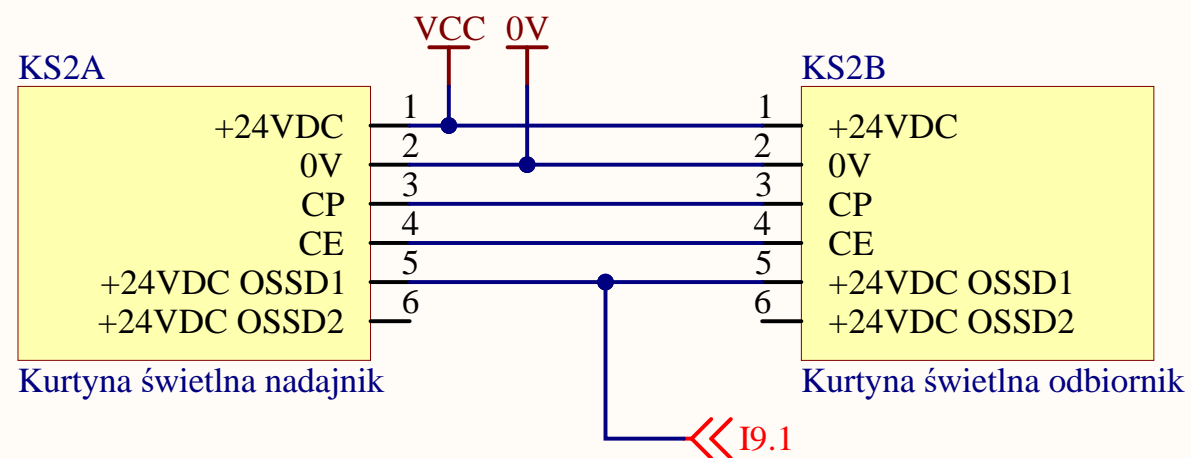 VCC 0V
KS2A
KS2B
1
+24VDC
2
0V
3
CP
4
CE
5
+24VDC OSSD1
6
+24VDC OSSD2
1
+24VDC
2
0V
3
CP
4
CE
5
+24VDC OSSD1
6
+24VDC OSSD2
Kurtyna świetlna nadajnik
Kurtyna świetlna odbiornik
I9.1